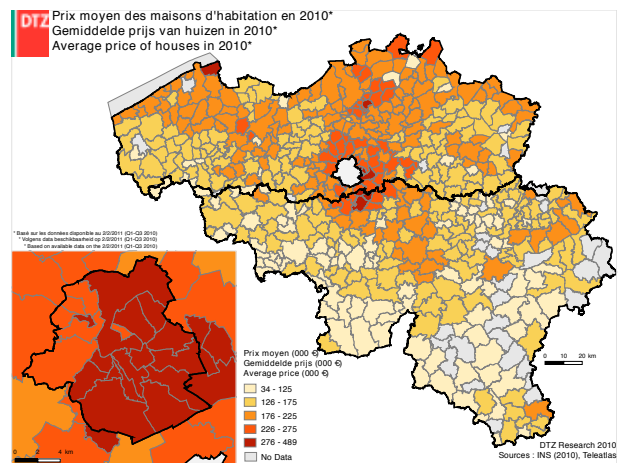 DTZ
Prix moyen des maisons d'habitation en 2010*
Gemiddelde prijs van huizen in 2010*
Average price of houses in 2010*
* Basé sur les données disponible au 2/2/2011 (Q1-Q3 2010)
* Volgens data beschikbaarheid op 2/2/2011 (Q1-Q3 2010)
* Based on available data on the 2/2/2011 (Q1-Q3 2010)
Prix moyen (000 €)
Gemiddelde prijs (000 €)
Average price (000 €)
34 - 125
126 - 175
176 - 225
226 - 275
276 - 489
No Data
0 10 20 km
0 2 4 km
DTZ Research 2010
Sources : INS (2010), Teleatlas